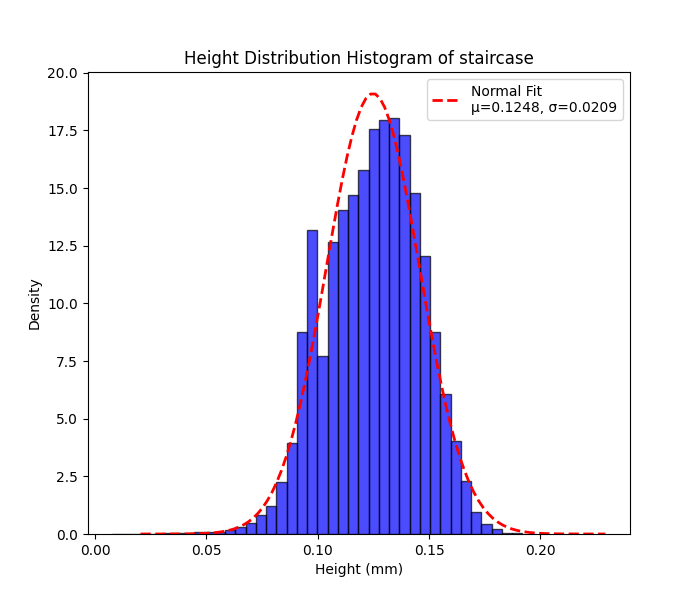 Height Distribution Histogram of staircase
Normal Fit
μ=0.1248, σ=0.0209
20.0
17.5
15.0
12.5
10.0
7.5
5.0
2.5
0.0
Density
0.00 0.05 0.10 0.15 0.20
Height (mm)